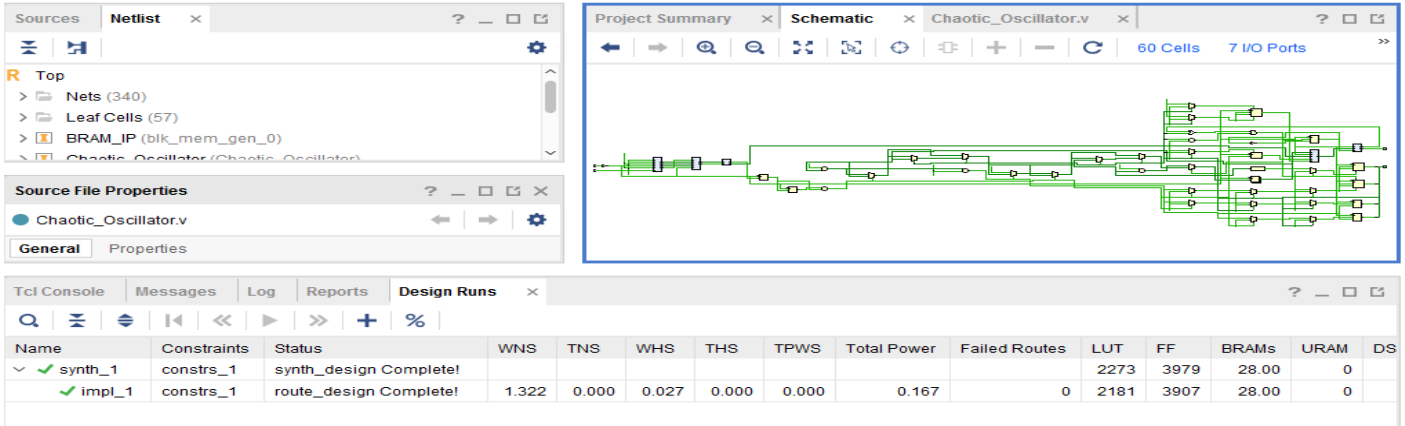 Sources Netlist × ? _
R Top
> Nets (340)
> Leaf Cells (57)
> BRAM_IP (blk_mem_gen_0)
> Chaotic_Oscillator (Chaotic_Oscillator)
Source File Properties ? _ ×
Chaotic_Oscillator.v
General Properties
Project Summary × Schematic × Chaotic_Oscillator.v × ?
60 Cells 7 I/O Ports »
Tcl Console Messages Log Reports Design Runs × ? _
%
Name Constraints Status WNS TNS WHS THS TPWS Total Power Failed Routes LUT FF BRAMs URAM DS
synth_1 constrs_1 synth_design Complete! 2273 3979 28.00 0
impl_1 constrs_1 route_design Complete! 1.322 0.000 0.027 0.000 0.000 0.167 0 2181 3907 28.00 0